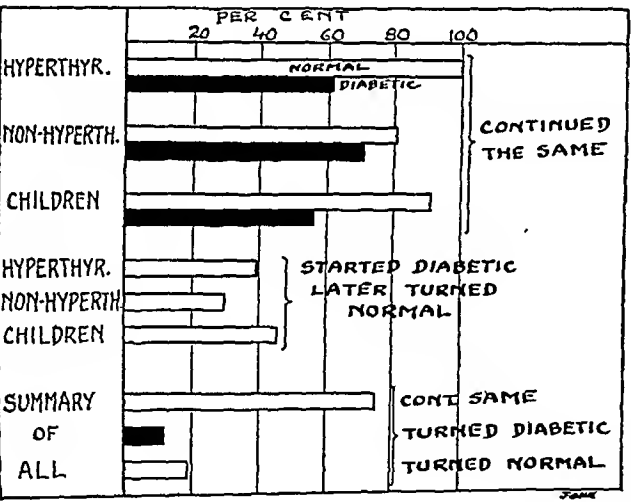 PER CENT
20 40 60 80 100
HYPERTHYR. NORMAL
DIABETIC
NON-HYPERTH. CONTINUED
THE SAME
CHILDREN
HYPERTHYR. STARTED DIABETIC
NON-HYPERTH. LATER TURNED
NORMAL
CHILDREN
SUMMARY CONT SAME
OF TURNED DIABETIC
ALL TURNED NORMAL